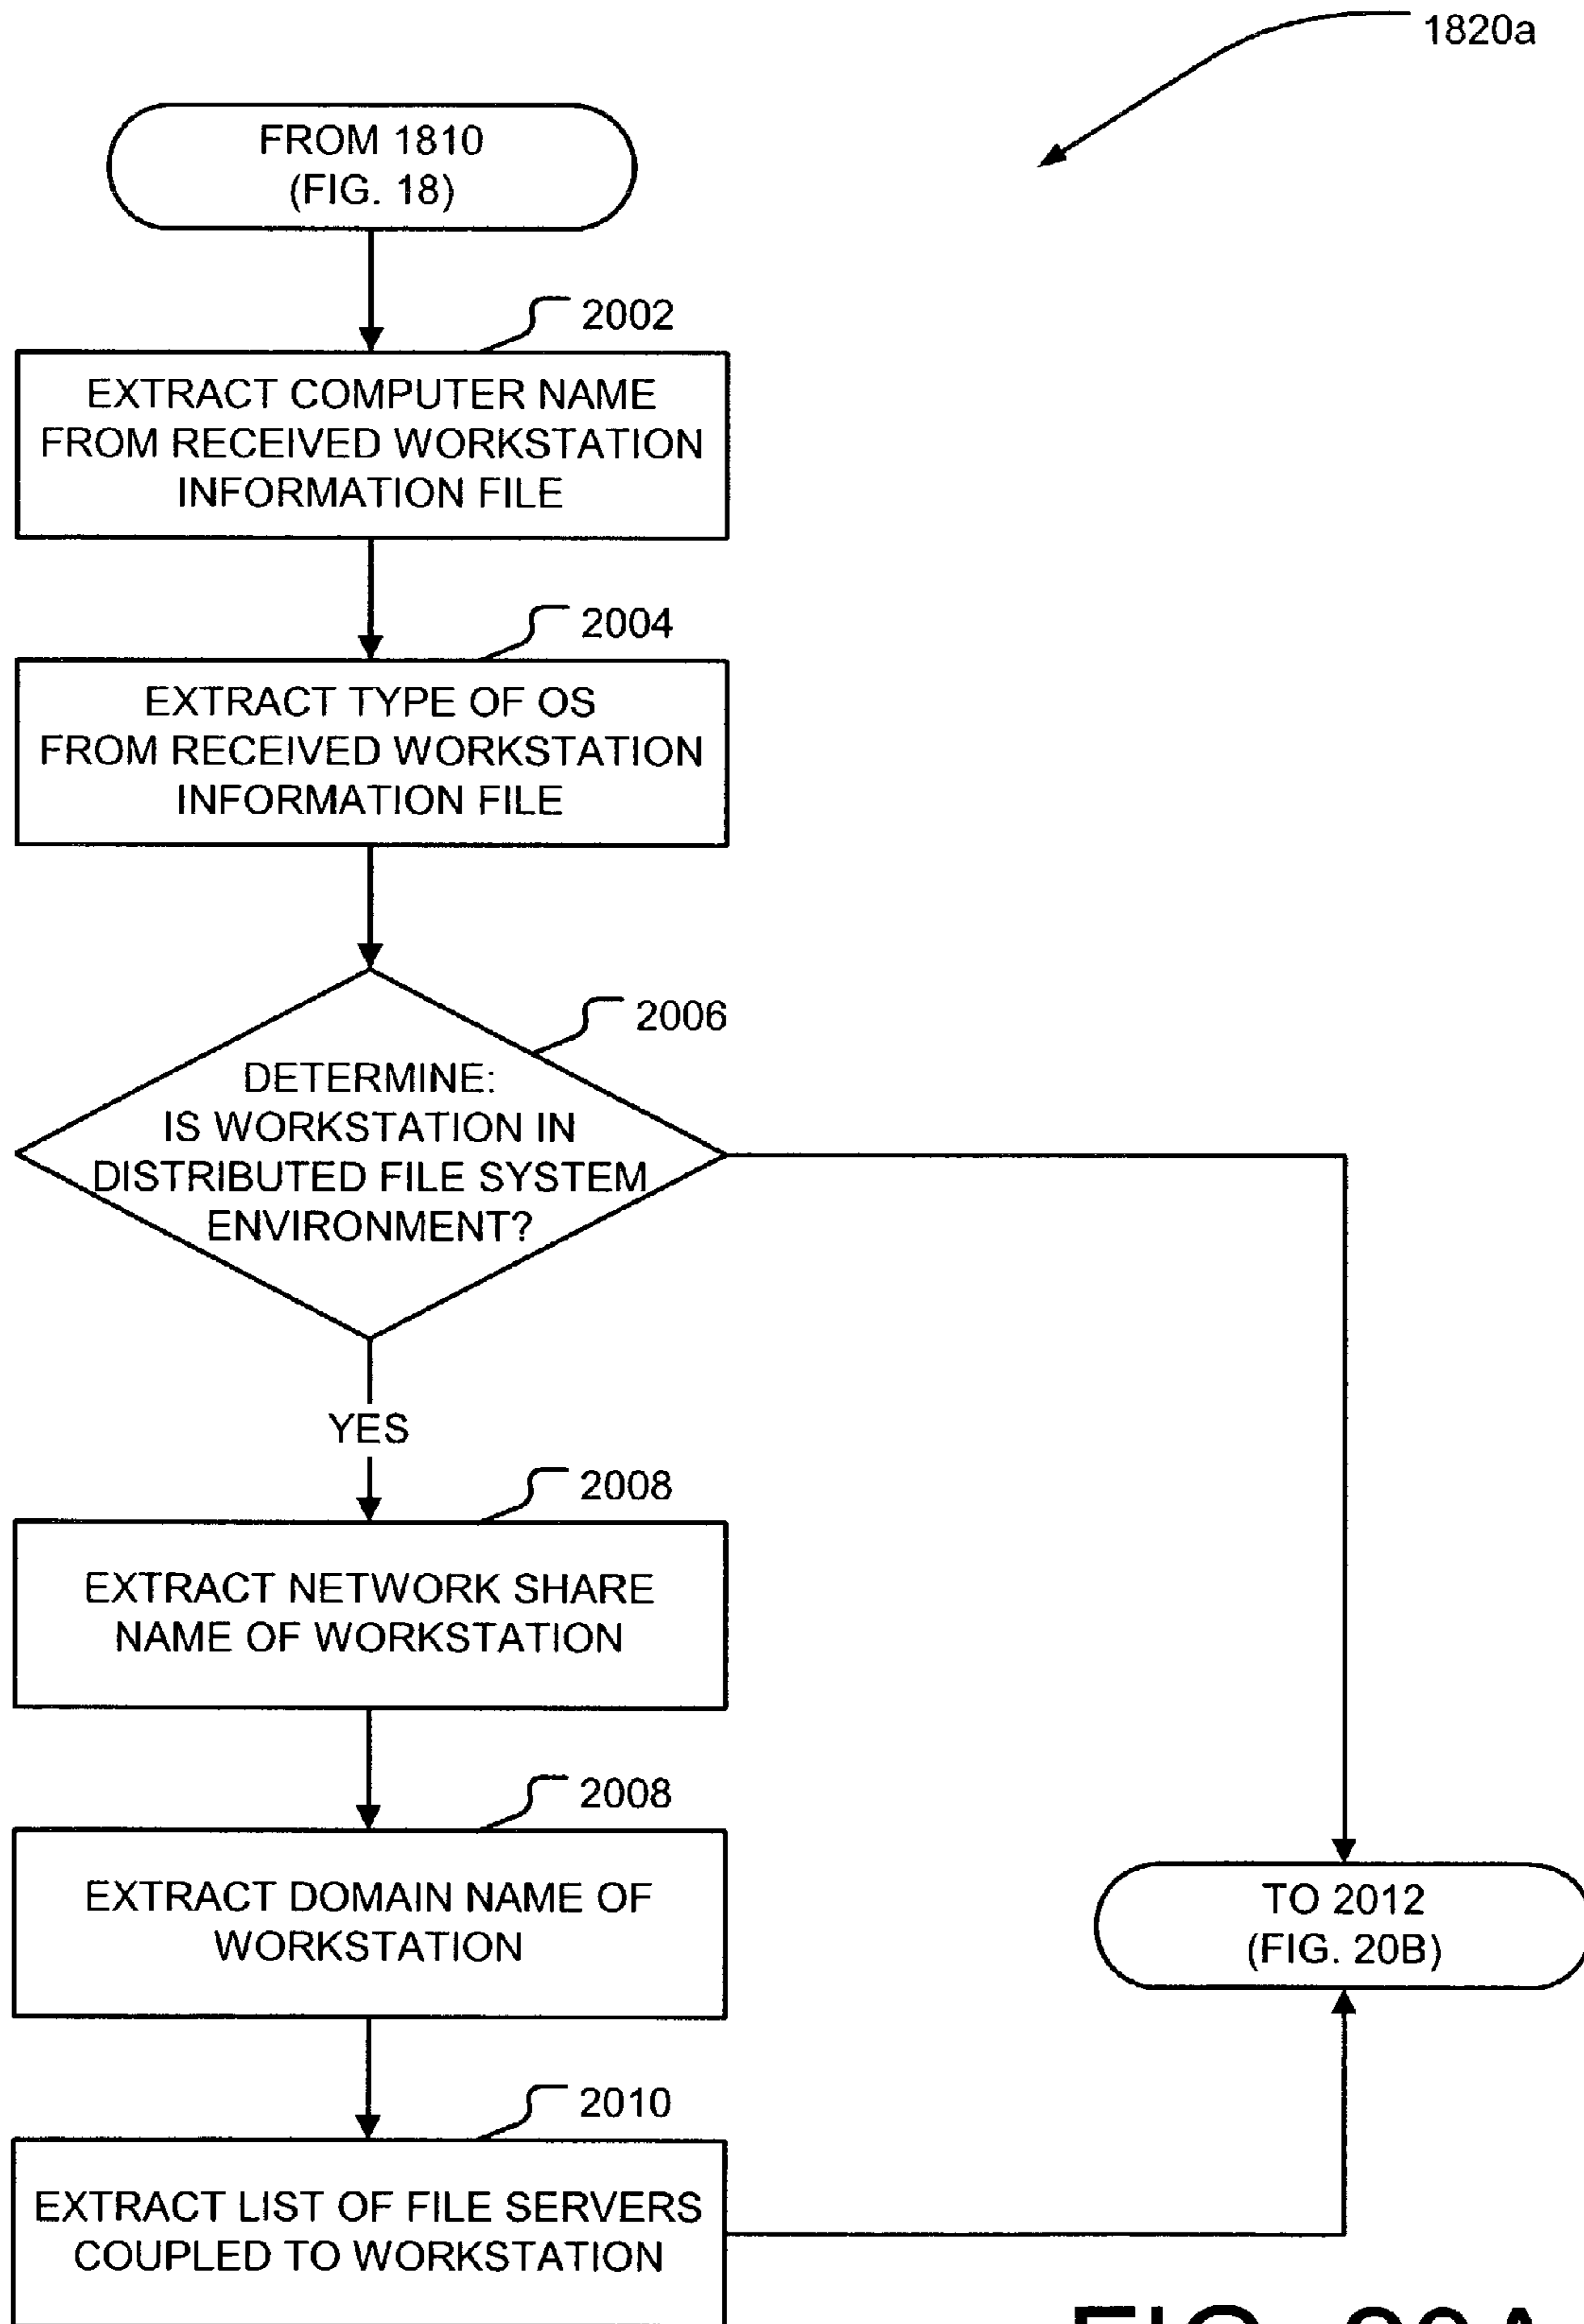 1820a
FROM 1810
(FIG. 18)
2002
EXTRACT COMPUTER NAME
FROM RECEIVED WORKSTATION
INFORMATION FILE
2004
EXTRACT TYPE OF OS
FROM RECEIVED WORKSTATION
INFORMATION FILE
2006
DETERMINE:
IS WORKSTATION IN
DISTRIBUTED FILE SYSTEM
ENVIRONMENT?
YES
2008
EXTRACT NETWORK SHARE
NAME OF WORKSTATION
2008
EXTRACT DOMAIN NAME OF
WORKSTATION
TO 2012
(FIG. 20B)
2010
EXTRACT LIST OF FILE SERVERS
COUPLED TO WORKSTATION
FIG. 20A